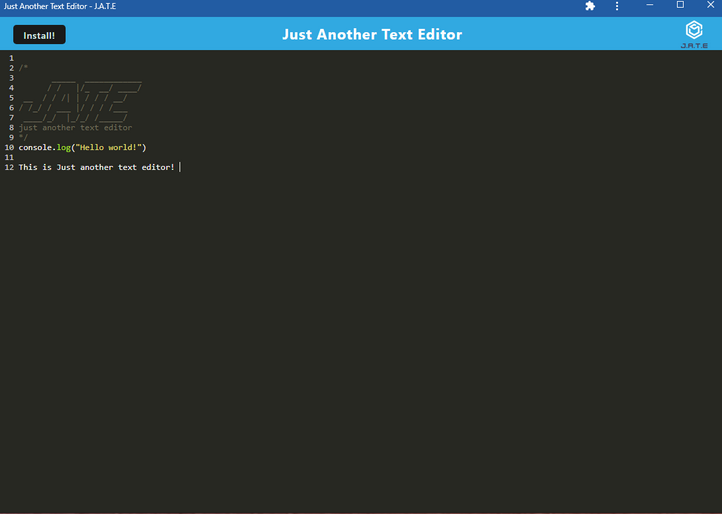 Just Another Text Editor - J.A.T.E
Install!
Just Another Text Editor
J.A.T.E
1
2 /*
3        _____  ____________
4       / /   |/_  __/ ____/
5  __  / / /| | / / / __/
6 / /_/ / ___ |/ / / /___
7  ____/_/  |_/_/ /_____/
8 just another text editor
9 */
10 console.log("Hello world!")
11
12 This is Just another text editor!